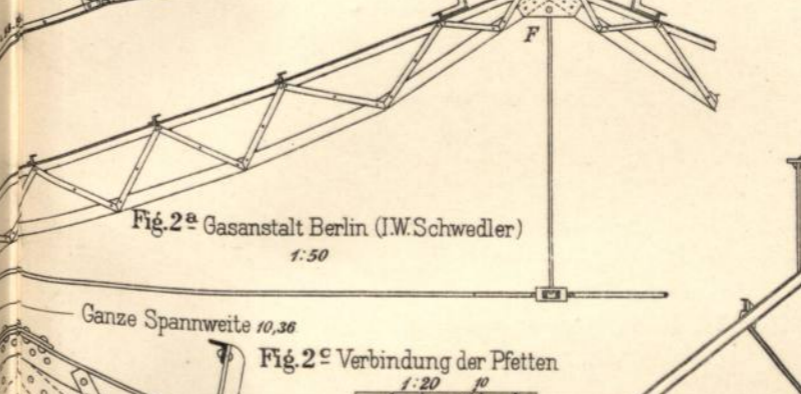 F
Fig. 2a Gasanstalt Berlin (I.W. Schwedler)
1:50
Ganze Spannweite 10,36
Fig. 2c Verbindung der Pfetten
1:20 10